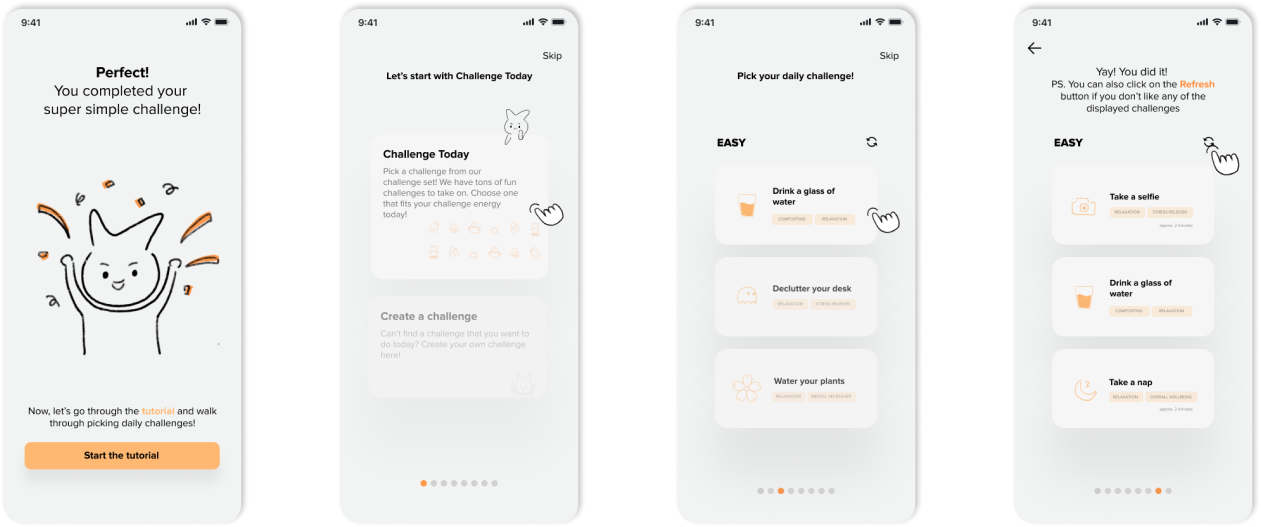 9:41
Perfect!
You completed your
super simple challenge!
Now, let's go through the tutorial and walk
through picking daily challenges!
Start the tutorial
9:41
Skip
Let's start with Challenge Today
Challenge Today
Pick a challenge from our
challenge set! We have tons of fun
challenges to take on. Choose one
that fits your challenge energy
today!
Create a challenge
Can't find a challenge that you want to
do today? Create your own challenge
here!
9:41
Skip
Pick your daily challenge!
EASY
Drink a glass of
water
COMFORTING RELAXATION
Declutter your desk
RELAXATION STRESS RELIEVER
Water your plants
RELAXATION MENTAL REFRESHER
9:41
Yay! You did it!
PS. You can also click on the Refresh
button if you don't like any of the
displayed challenges
EASY
Take a selfie
RELAXATION STRESS RELIEVER
approx. 2 minutes
Drink a glass of
water
COMFORTING RELAXATION
Take a nap
RELAXATION OVERALL WELLBEING
approx. 2 minutes